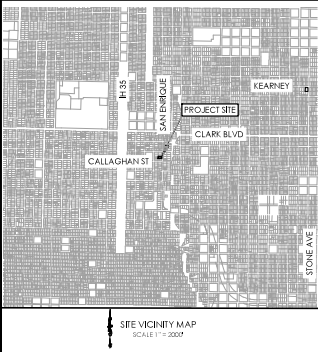 KEARNEY
IH 35
SAN ENRIQUE
PROJECT SITE
CLARK BLVD
CALLAGHAN ST
STONE AVE
SITE VICINITY MAP
SCALE 1" = 2000'